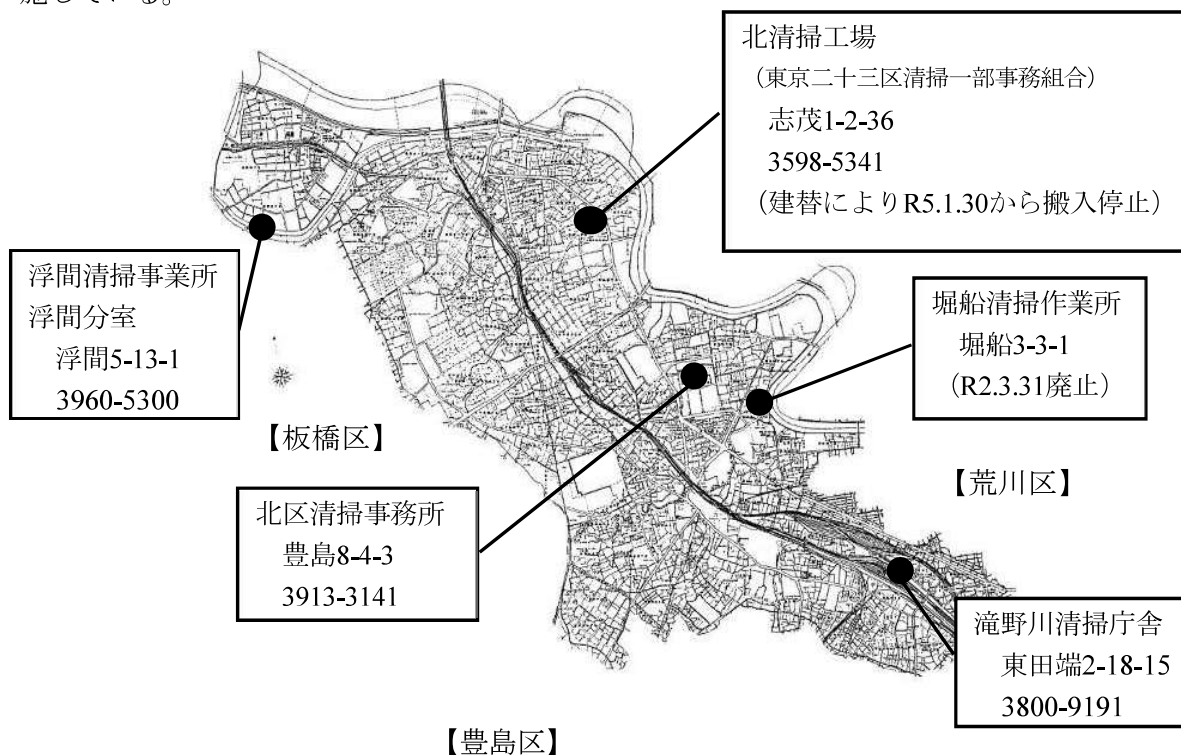 施している。
北清掃工場
(東京二十三区清掃一部事務組合)
志茂1-2-36
3598-5341
(建替によりR5.1.30から搬入停止)
浮間清掃事業所
浮間分室
浮間5-13-1
3960-5300
堀船清掃作業所
堀船3-3-1
(R2.3.31廃止)
【板橋区】
【荒川区】
北区清掃事務所
豊島8-4-3
3913-3141
滝野川清掃庁舎
東田端2-18-15
3800-9191
【豊島区】